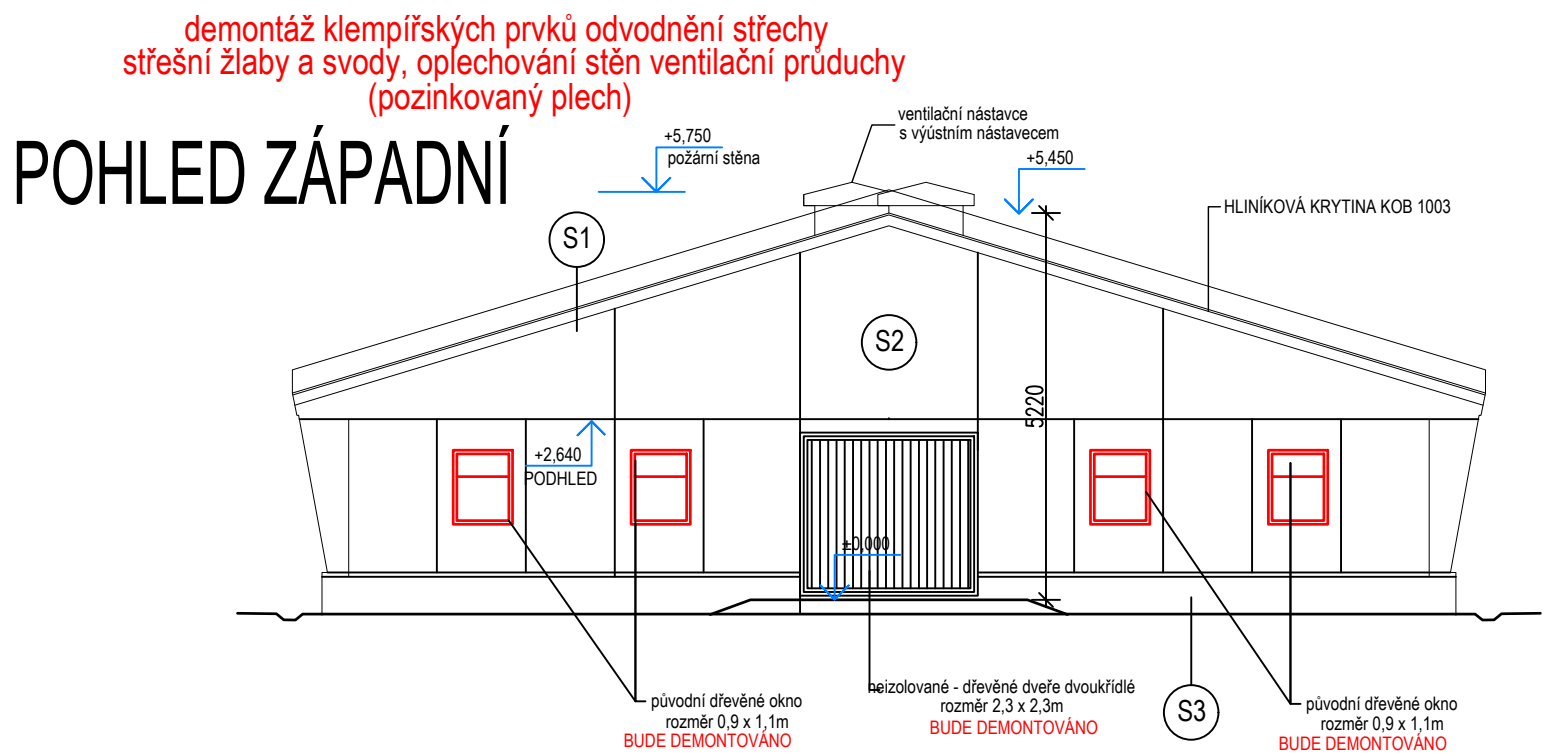 demontáž klempířských prvků odvodnění střechy
střešní žlaby a svody, oplechování stěn ventilační průduchy
(pozinkovaný plech)
POHLED ZÁPADNÍ
ventilační nástavce
s výústním nástavecem
+5,750
požární stěna
+5,450
HLINÍKOVÁ KRYTINA KOB 1003
S1
S2
5220
+2,640
PODHLED
±0,000
původní dřevěné okno
rozměr 0,9 x 1,1m
BUDE DEMONTOVÁNO
neizolované - dřevěné dveře dvoukřídlé
rozměr 2,3 x 2,3m
BUDE DEMONTOVÁNO
S3
původní dřevěné okno
rozměr 0,9 x 1,1m
BUDE DEMONTOVÁNO